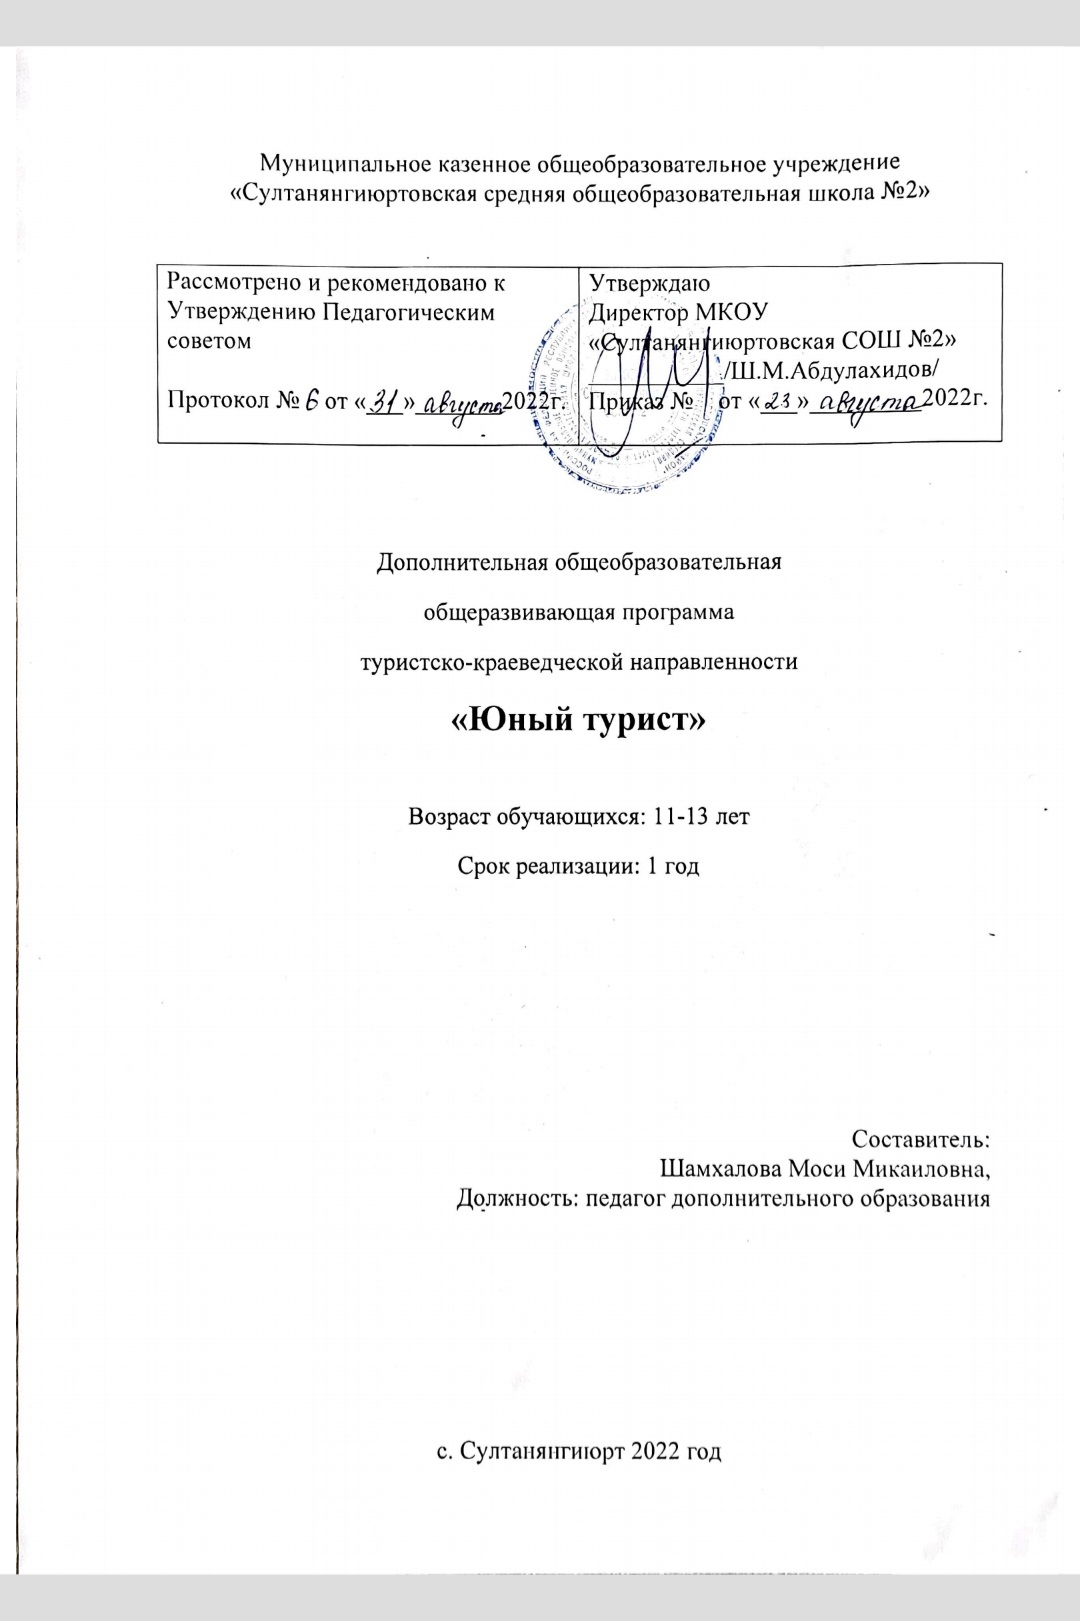 Муниципальное казенное общеобразовательное учреждение
«Султанянгиюртовская средняя общеобразовательная школа №2»
Рассмотрено и рекомендовано к
Утверждению Педагогическим
советом
Протокол № 6 от «31» августа 2022г.
Утверждаю
Директор МКОУ
«Султанянгиюртовская СОШ №2»
/Ш.М.Абдулахидов/
Приказ № от «23» августа 2022г.
Дополнительная общеобразовательная
общеразвивающая программа
туристско-краеведческой направленности
«Юный турист»
Возраст обучающихся: 11-13 лет
Срок реализации: 1 год
Составитель:
Шамхалова Моси Микаиловна,
Должность: педагог дополнительного образования
с. Султанянгиюрт 2022 год